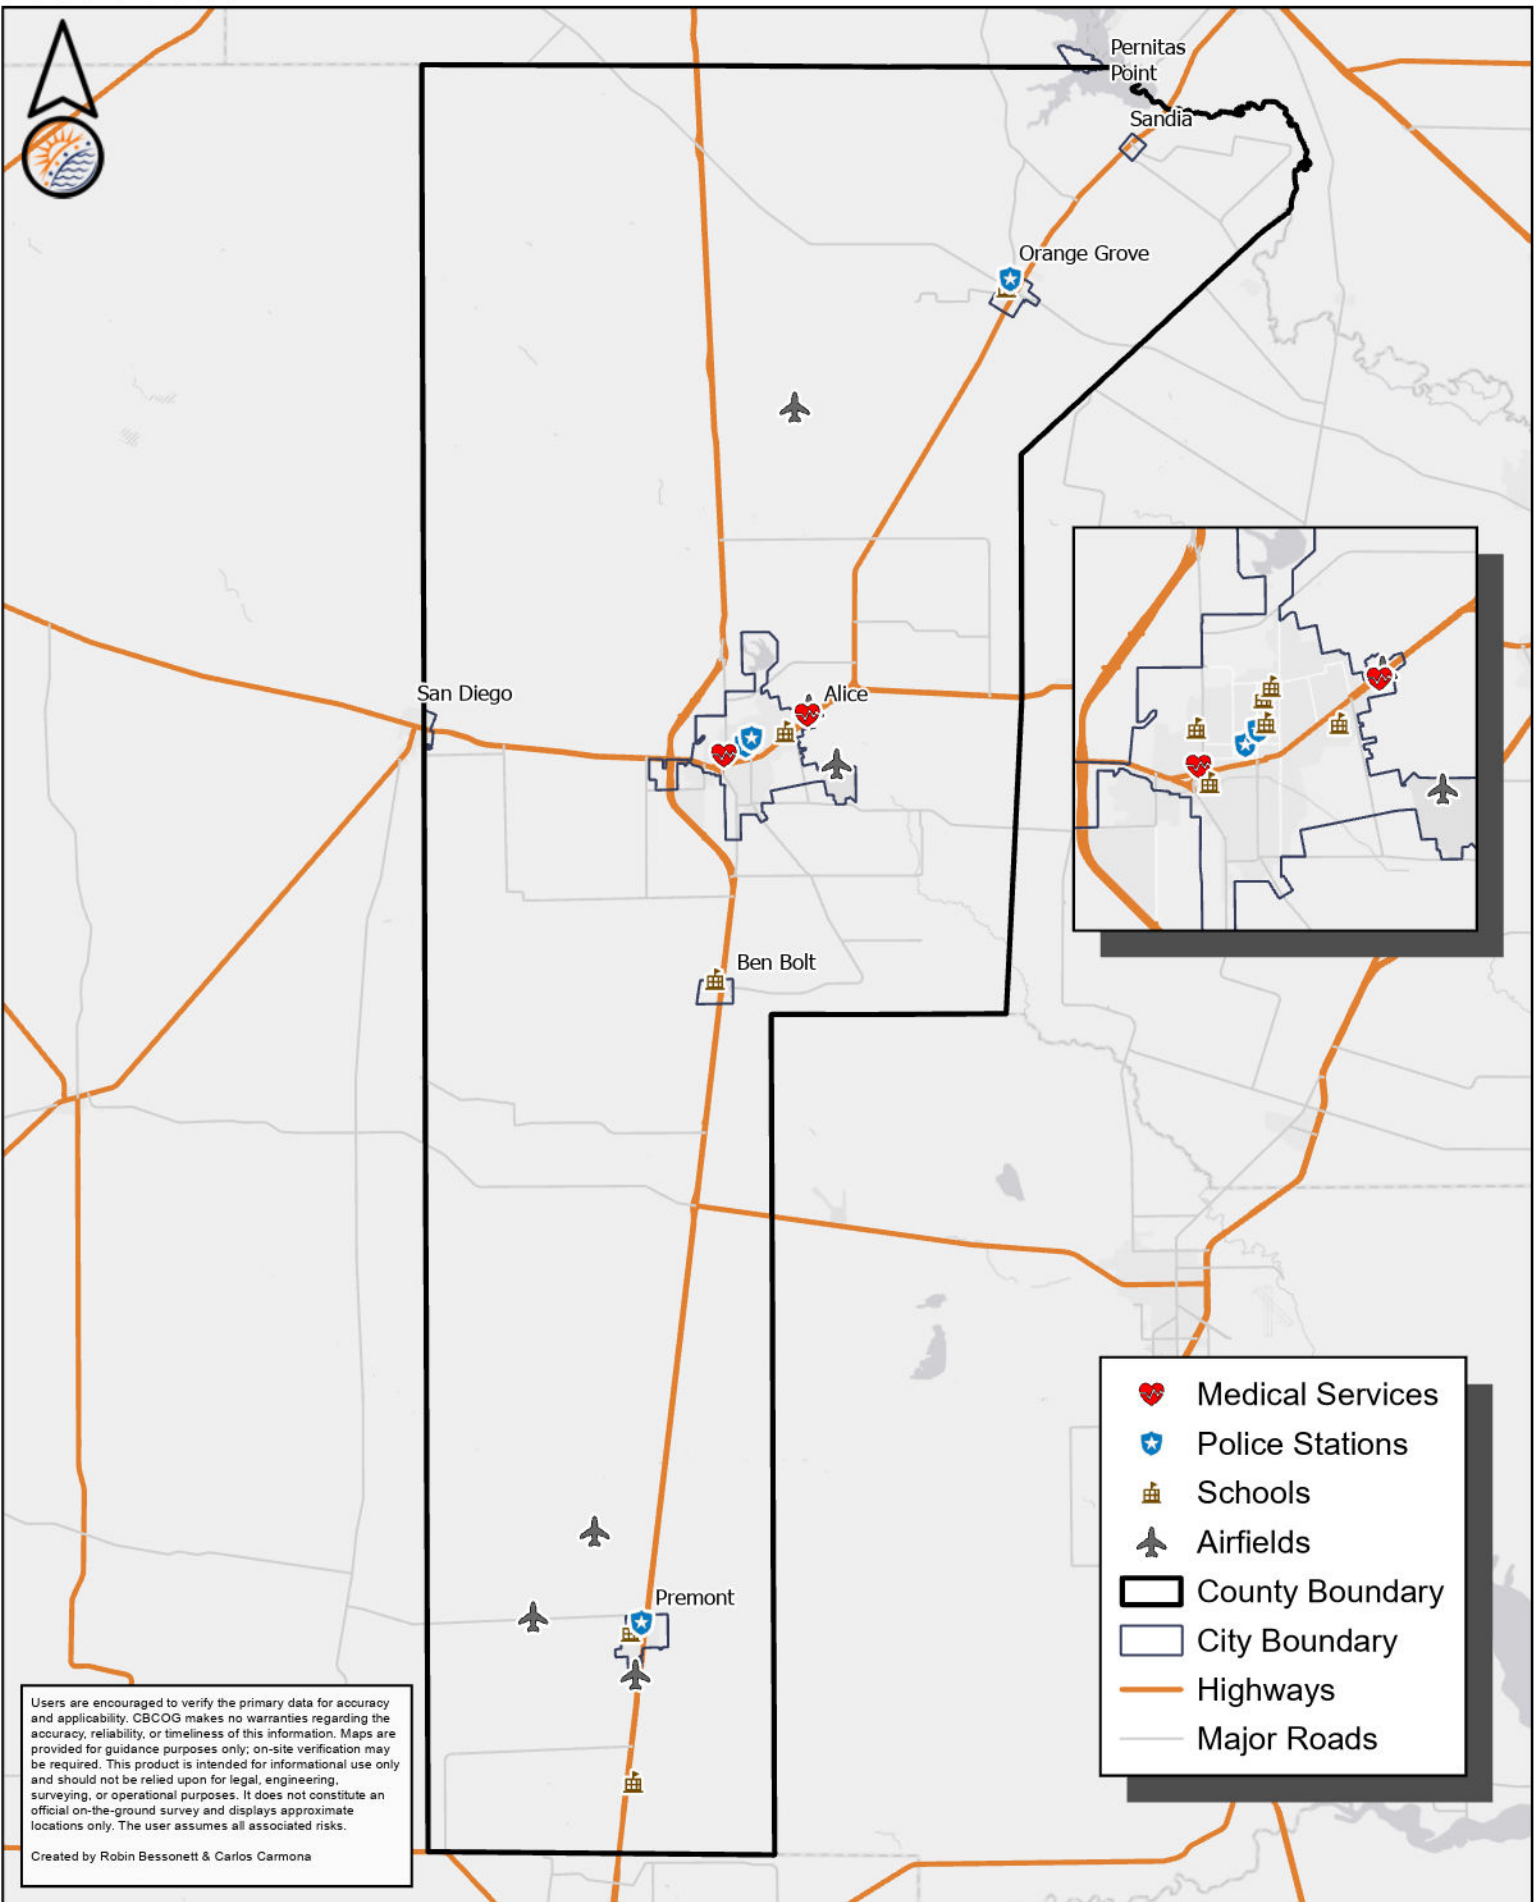 Pernitas
Point
Sandia
Orange Grove
San Diego
Alice
Ben Bolt
Premont
Medical Services
Police Stations
Schools
Airfields
County Boundary
City Boundary
Highways
Major Roads
Users are encouraged to verify the primary data for accuracy
and applicability. CBCOG makes no warranties regarding the
accuracy, reliability, or timeliness of this information. Maps are
provided for guidance purposes only; on-site verification may
be required. This product is intended for informational use only
and should not be relied upon for legal, engineering,
surveying, or operational purposes. It does not constitute an
official on-the-ground survey and displays approximate
locations only. The user assumes all associated risks.
Created by Robin Bessonett & Carlos Carmona